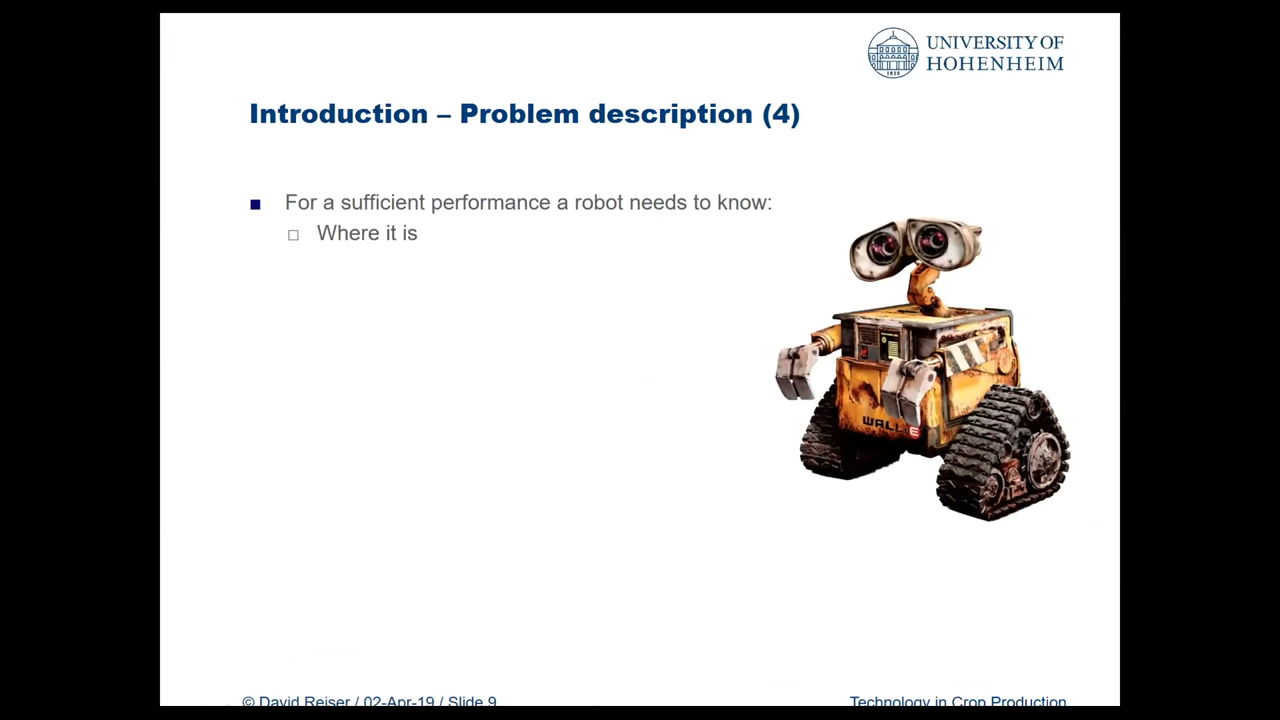 UNIVERSITY OF
HOHENHEIM
1818
Introduction – Problem description (4)
■ For a sufficient performance a robot needs to know:
□ Where it is
WALL·E
© David Reiser / 02-Apr-19 / Slide 9
Technology in Crop Production